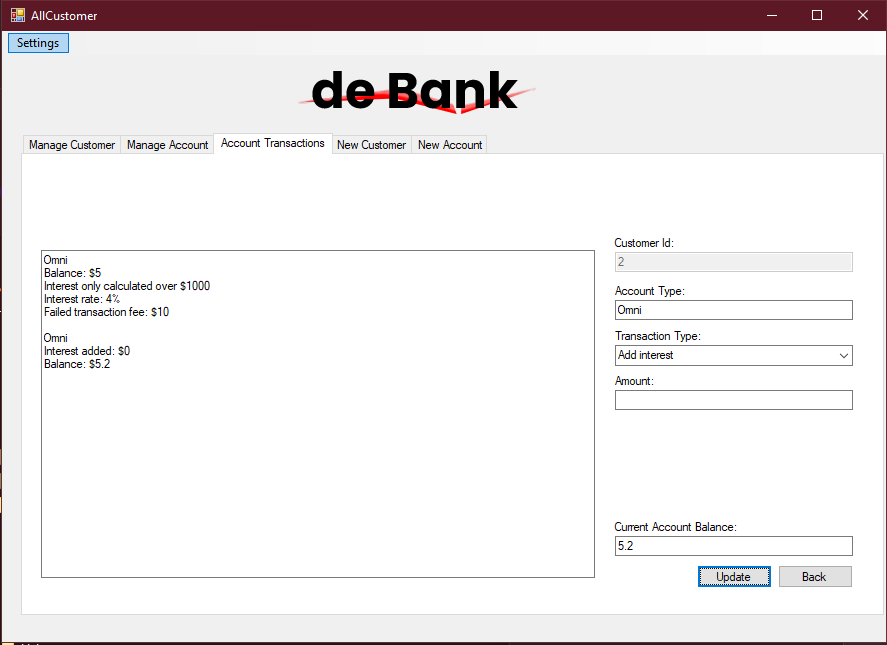 AllCustomer
Settings
de Bank
Manage Customer
Manage Account
Account Transactions
New Customer
New Account
Omni
Balance: $5
Interest only calculated over $1000
Interest rate: 4%
Failed transaction fee: $10
Omni
Interest added: $0
Balance: $5.2
Customer Id:
2
Account Type:
Omni
Transaction Type:
Add interest
Amount:
Current Account Balance:
5.2
Update
Back